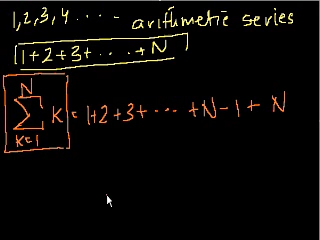 1,2,3,4 . . . - arithmetic series
1+2+3+ . . . +N
N
∑ K = 1+2+3+ ... +N-1+ N
K=1